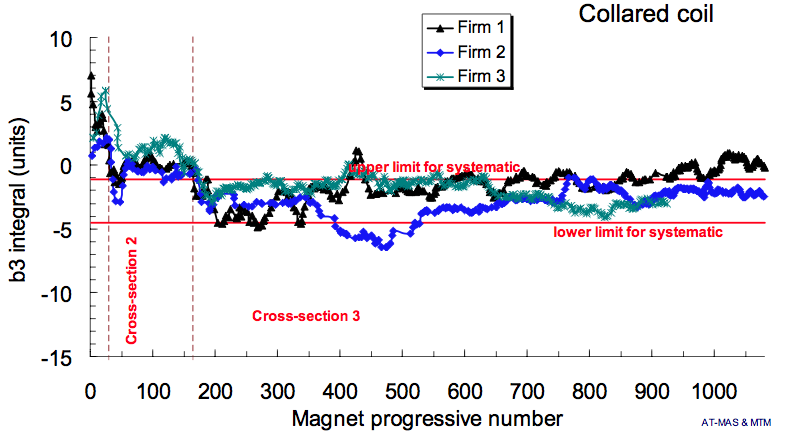 Collared coil
Firm 1
Firm 2
Firm 3
b3 integral (units)
10
5
0
-5
-10
-15
upper limit for systematic
lower limit for systematic
Cross-section 2
Cross-section 3
0 100 200 300 400 500 600 700 800 900 1000
Magnet progressive number
AT-MAS & MTM